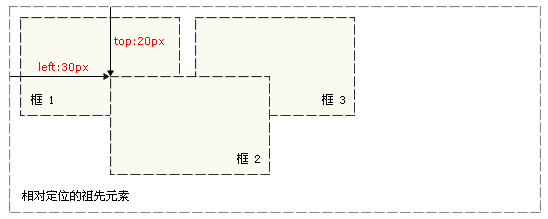 top:20px
left:30px
框 1
框 3
框 2
相对定位的祖先元素